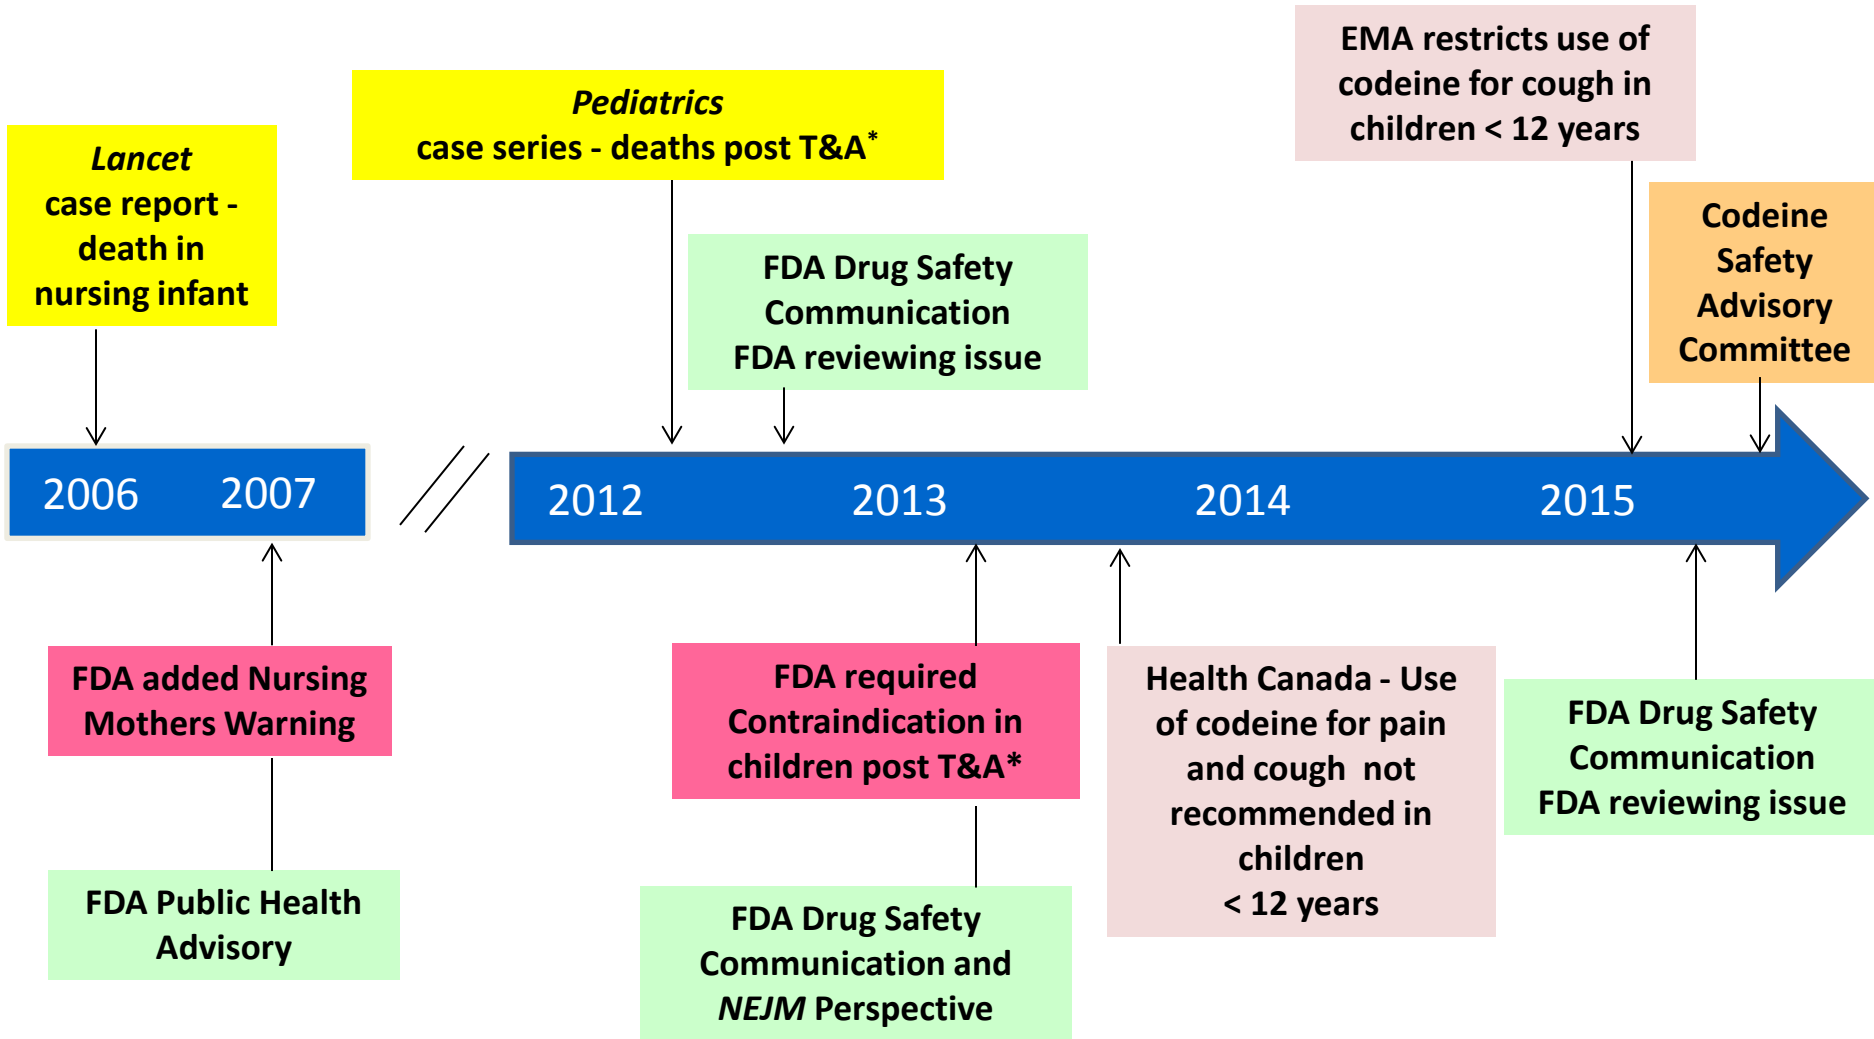 Lancet
case report -
death in
nursing infant
Pediatrics
case series - deaths post T&A*
FDA Drug Safety
Communication
FDA reviewing issue
EMA restricts use of
codeine for cough in
children < 12 years
Codeine
Safety
Advisory
Committee
2006 2007 2012 2013 2014 2015
FDA added Nursing
Mothers Warning
FDA Public Health
Advisory
FDA required
Contraindication in
children post T&A*
FDA Drug Safety
Communication and
NEJM Perspective
Health Canada - Use
of codeine for pain
and cough  not
recommended in
children
< 12 years
FDA Drug Safety
Communication
FDA reviewing issue